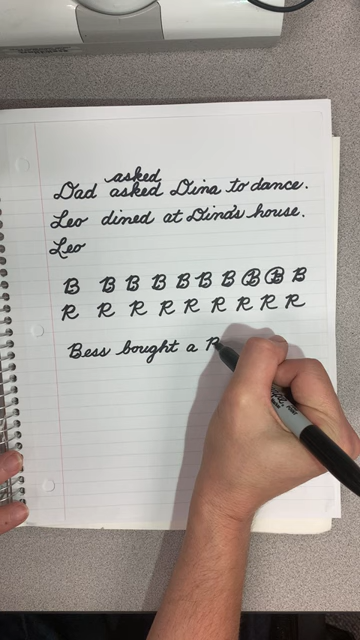 asked
Dad asked Dina to dance.
Leo dined at Dina's house.
Leo
B B B B B B B B B B
R R R R R R R R R
Bess bought a